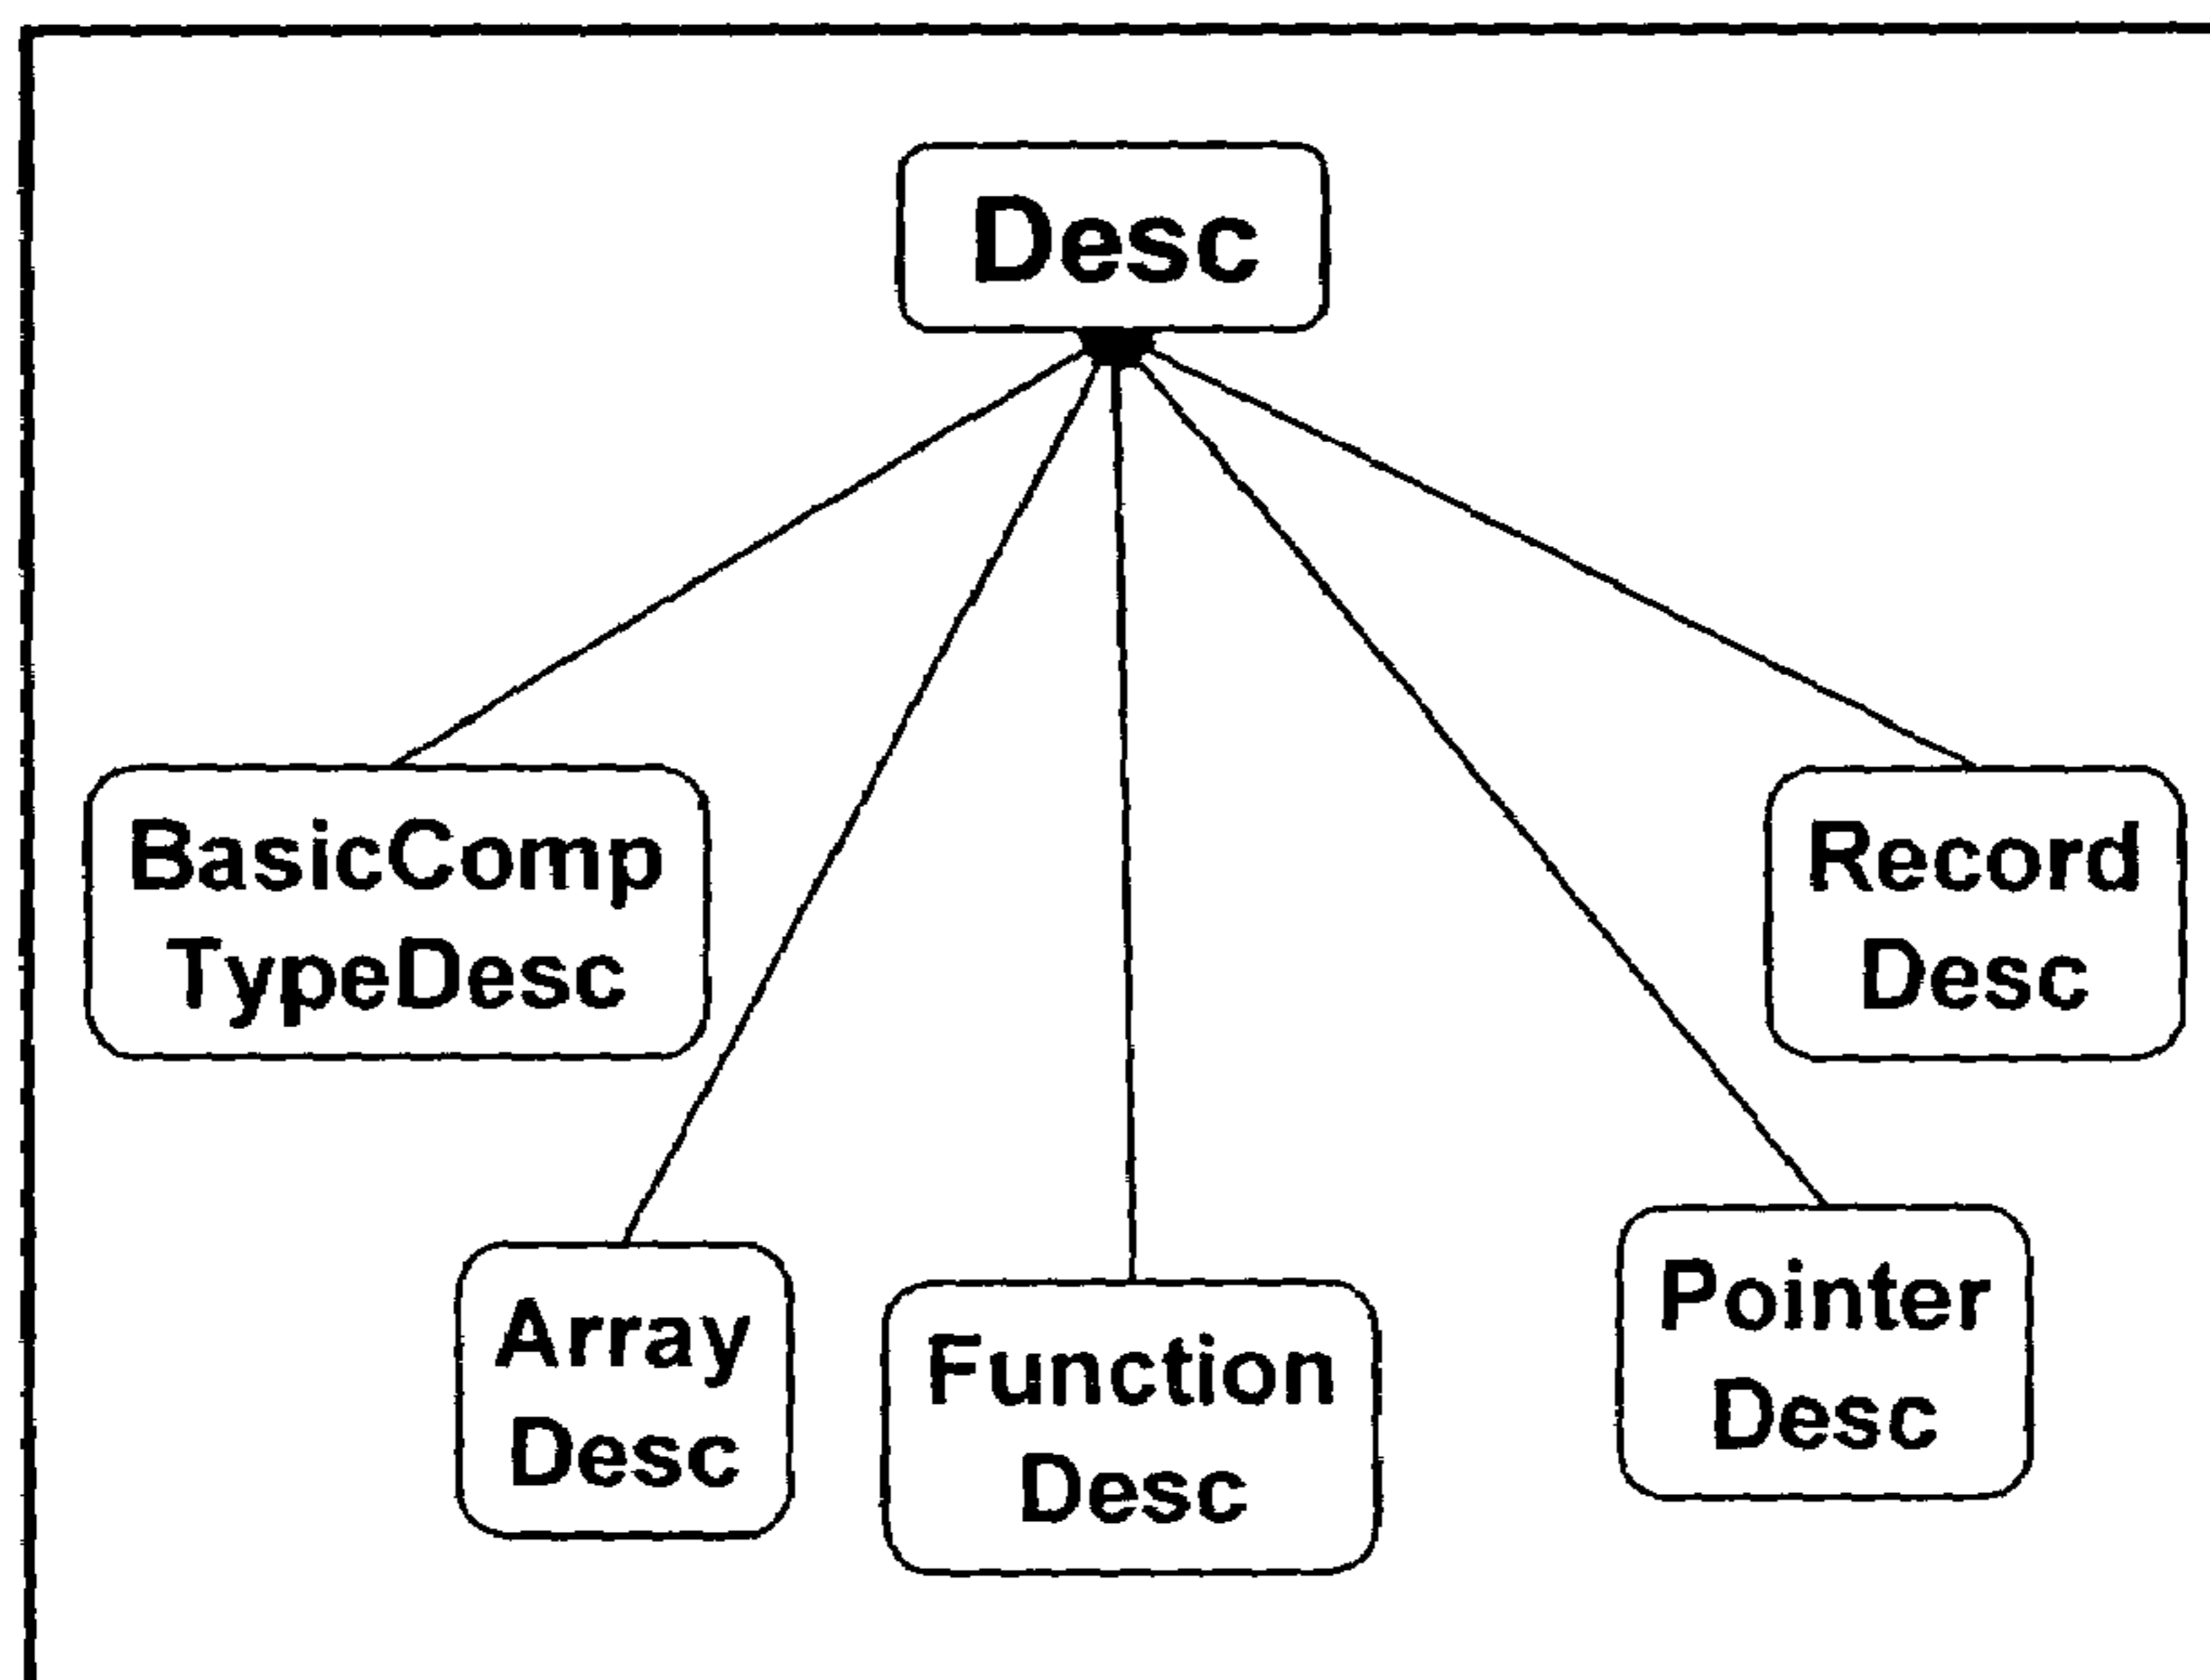 Desc
BasicComp
TypeDesc
Record
Desc
Array
Desc
Function
Desc
Pointer
Desc